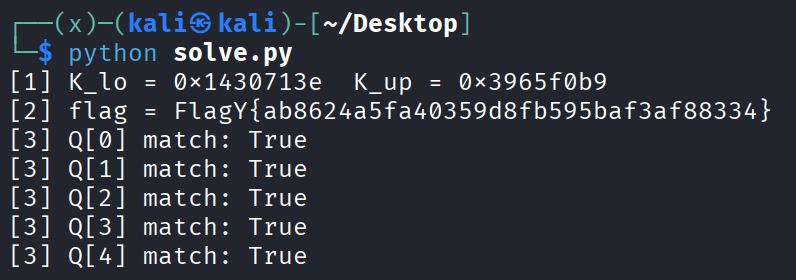 ┌──(x)─(kali㉿kali)-[~/Desktop]
└─$ python solve.py
[1] K_lo = 0×1430713e  K_up = 0×3965f0b9
[2] flag = FlagY{ab8624a5fa40359d8fb595baf3af88334}
[3] Q[0] match: True
[3] Q[1] match: True
[3] Q[2] match: True
[3] Q[3] match: True
[3] Q[4] match: True